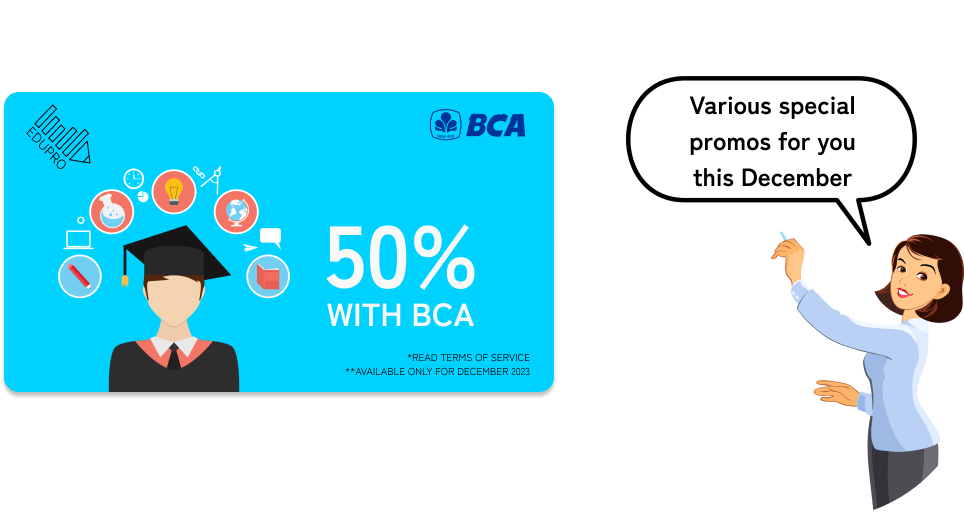 EDUPRO
BCA
50%
WITH BCA
*READ TERMS OF SERVICE
**AVAILABLE ONLY FOR DECEMBER 2023
Various special
promos for you
this December